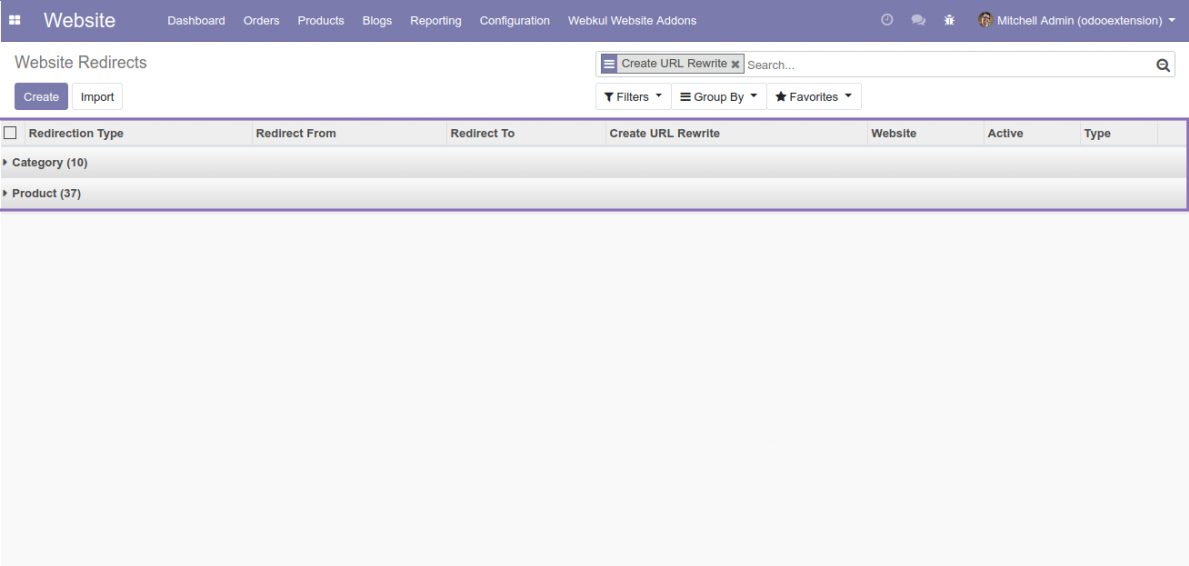 Website Dashboard Orders Products Blogs Reporting Configuration Webkul Website Addons Mitchell Admin (odooextension)
Website Redirects
Create URL Rewrite Search...
Create Import Filters Group By Favorites
Redirection Type Redirect From Redirect To Create URL Rewrite Website Active Type
Category (10)
Product (37)